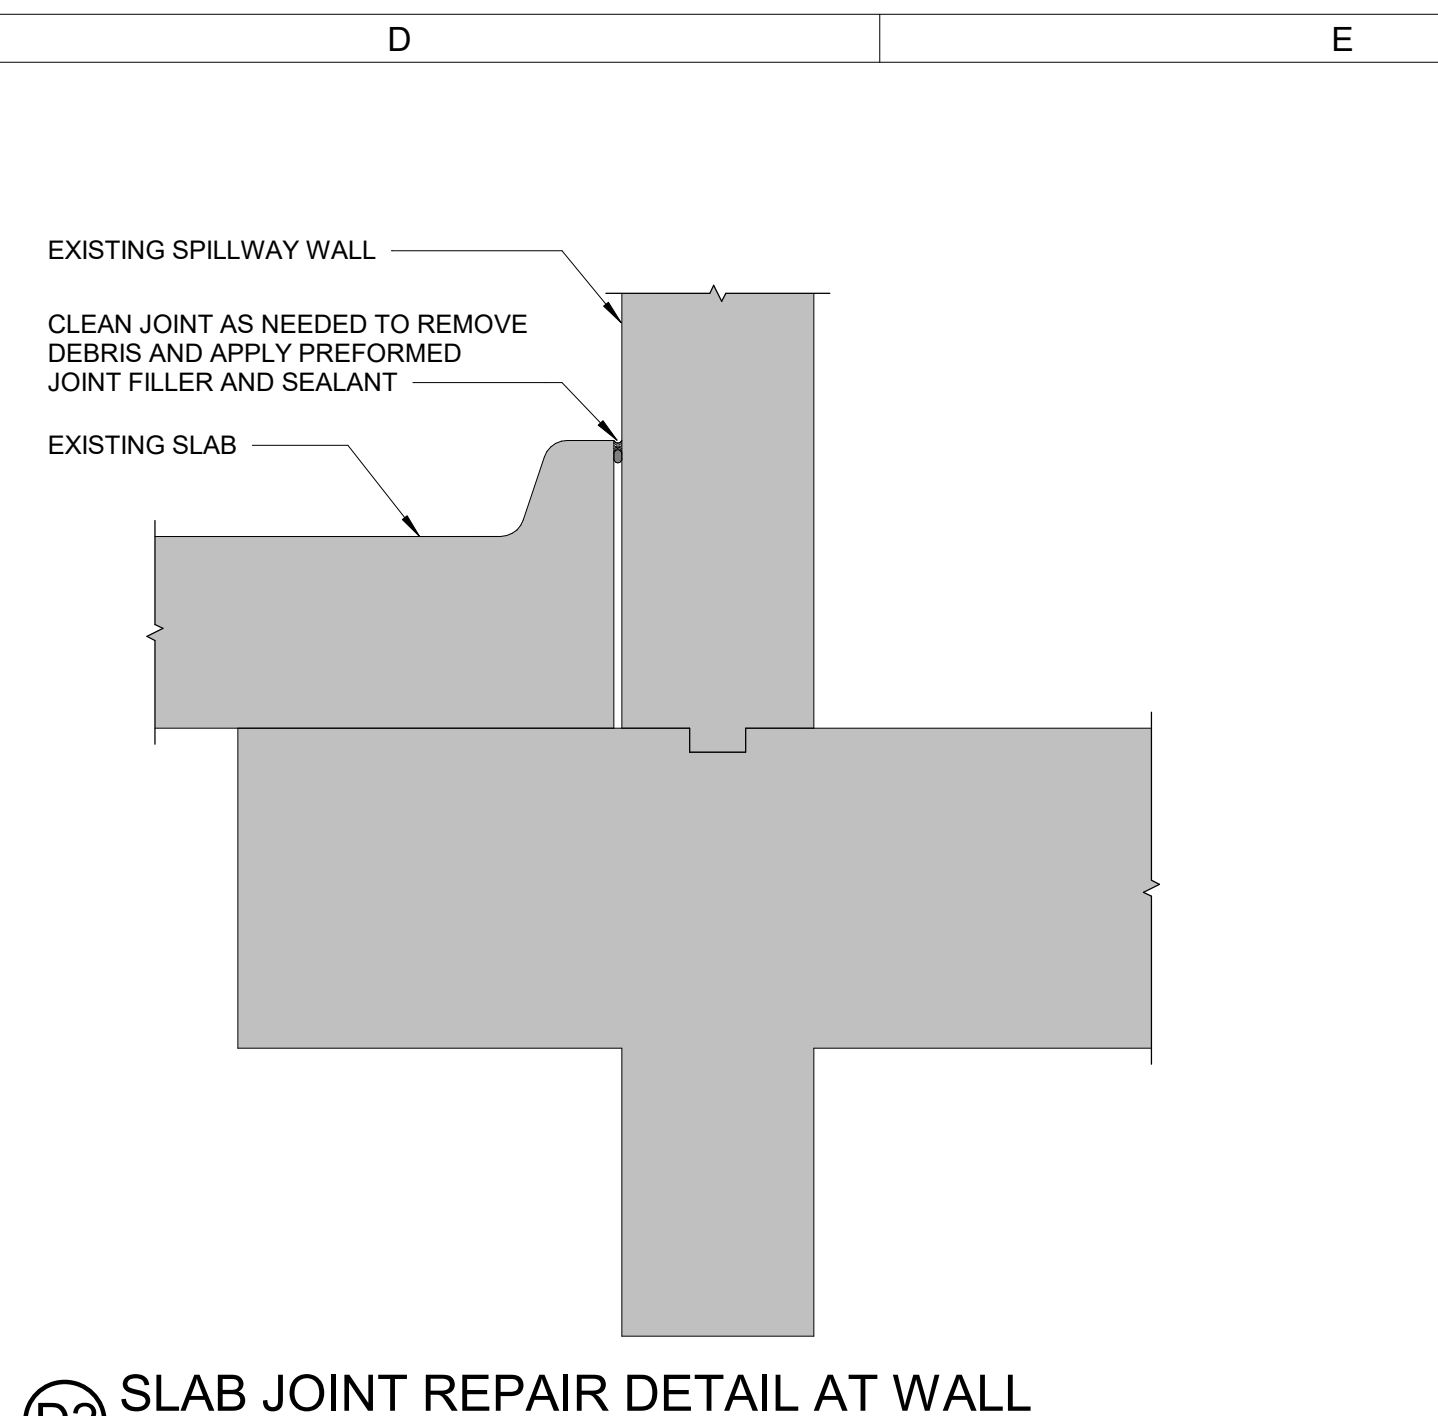 D
E
EXISTING SPILLWAY WALL
CLEAN JOINT AS NEEDED TO REMOVE
DEBRIS AND APPLY PREFORMED
JOINT FILLER AND SEALANT
EXISTING SLAB
SLAB JOINT REPAIR DETAIL AT WALL